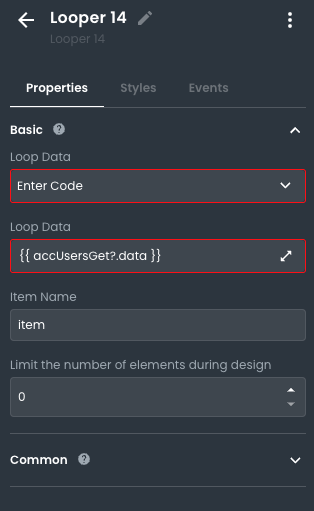 Looper 14
Looper 14
Properties Styles Events
Basic ?
Loop Data
Enter Code
Loop Data
{{ accUsersGet?.data }}
Item Name
item
Limit the number of elements during design
0
Common ?